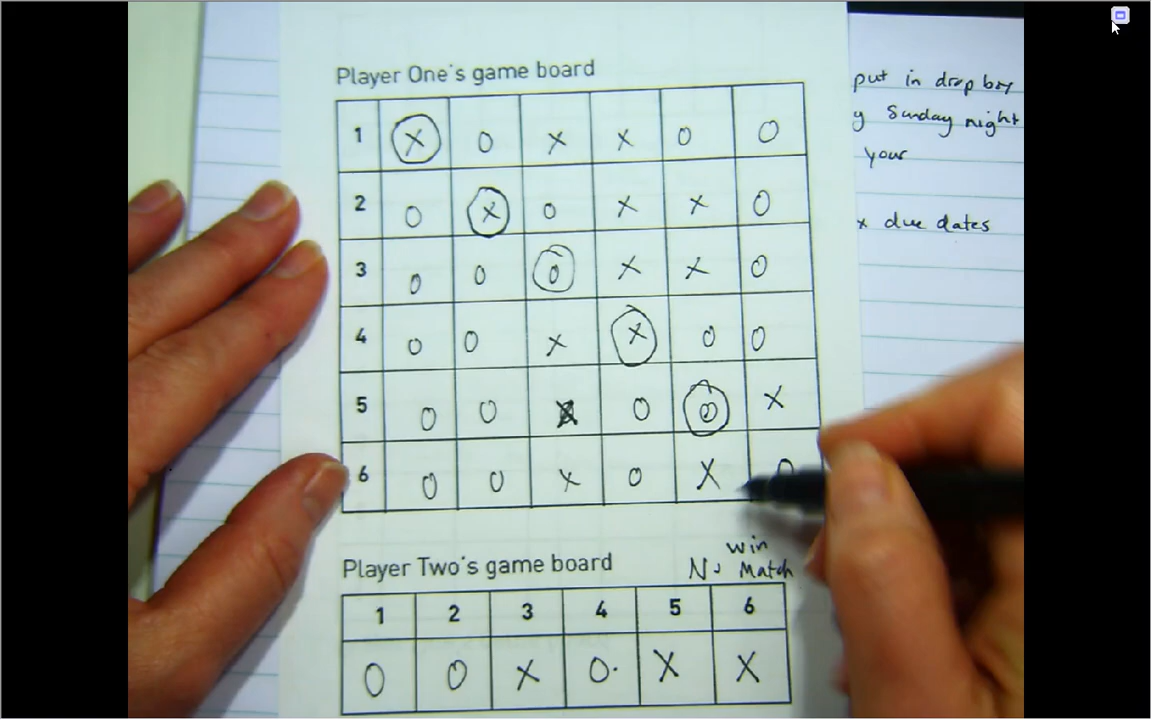 Player One's game board
1 X O X X O O
2 O X O X X O
3 O O O X X O
4 O O X X O O
5 O O X O O X
6 O O X O X O
put in drop box
y Sunday night
your
x due dates
win
No Match
Player Two's game board
1 2 3 4 5 6
O O X O. X X